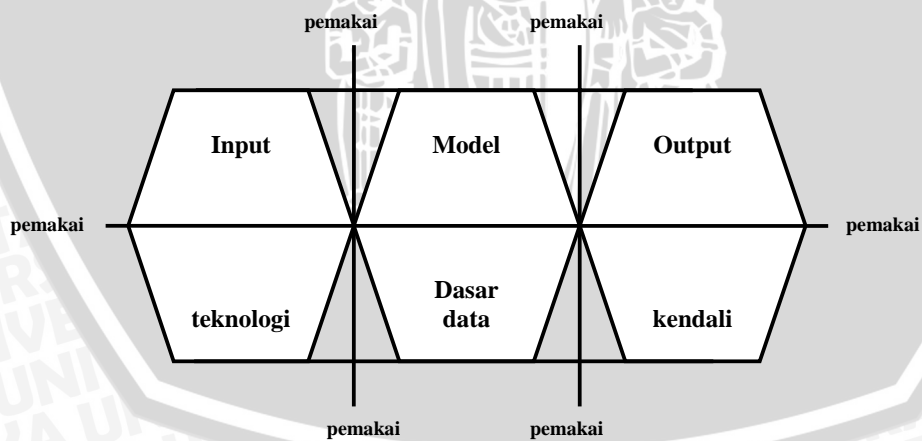 pemakai pemakai
Input Model Output
pemakai pemakai
teknologi Dasar data kendali
pemakai pemakai